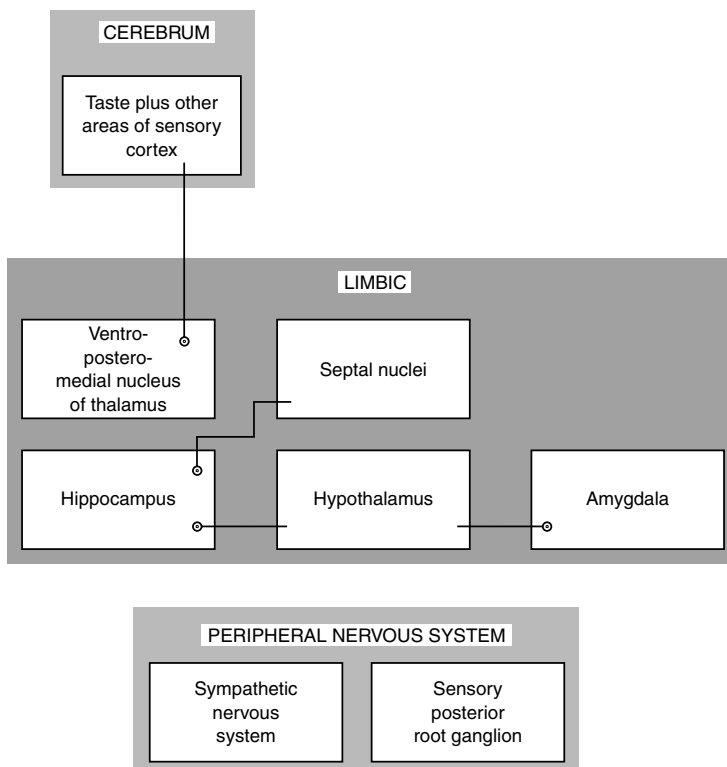 CEREBRUM
Taste plus other
areas of sensory
cortex
LIMBIC
Ventro-
postero-
medial nucleus
of thalamus
Septal nuclei
Hippocampus
Hypothalamus
Amygdala
PERIPHERAL NERVOUS SYSTEM
Sympathetic
nervous
system
Sensory
posterior
root ganglion